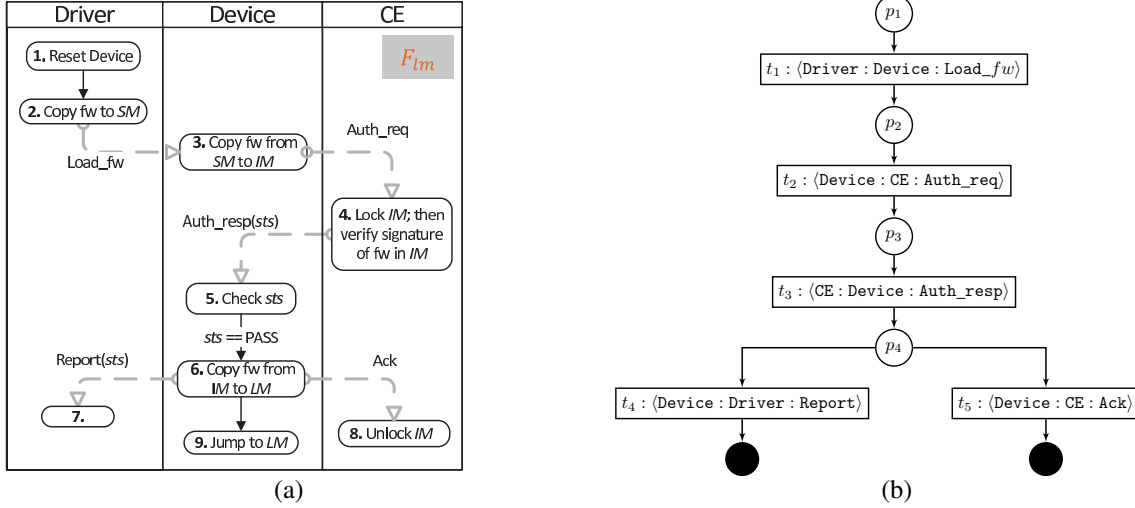 Driver
Device
CE
F_lm
1. Reset Device
2. Copy fw to SM
Load_fw
3. Copy fw from
SM to IM
Auth_req
4. Lock IM; then
verify signature
of fw in IM
Auth_resp(sts)
5. Check sts
sts == PASS
Report(sts)
6. Copy fw from
IM to LM
Ack
7.
8. Unlock IM
9. Jump to LM
(a)
p1
t1 : ⟨Driver : Device : Load_fw⟩
p2
t2 : ⟨Device : CE : Auth_req⟩
p3
t3 : ⟨CE : Device : Auth_resp⟩
p4
t4 : ⟨Device : Driver : Report⟩
t5 : ⟨Device : CE : Ack⟩
(b)